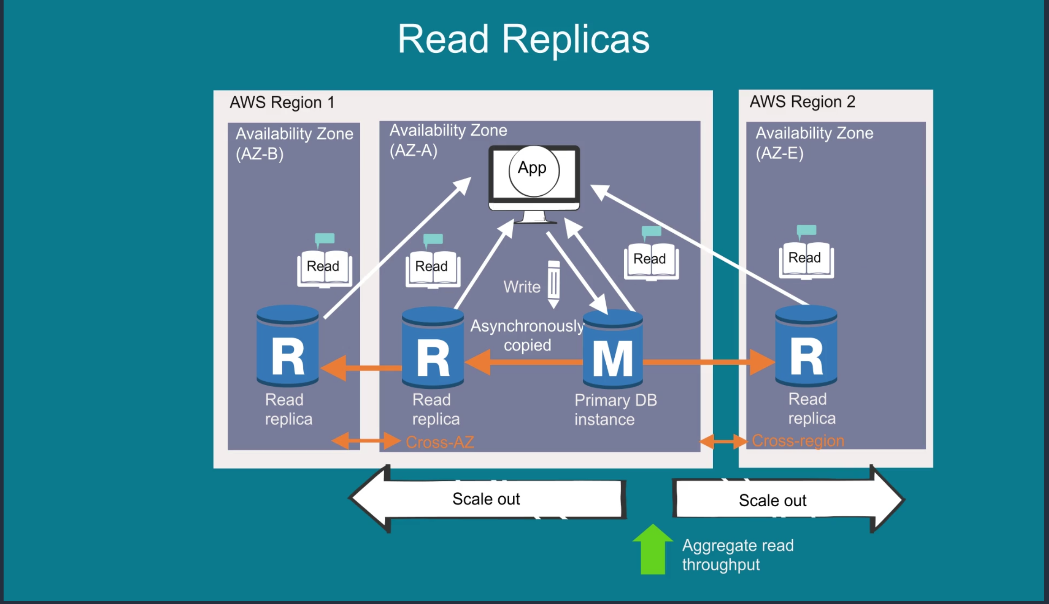 Read Replicas
AWS Region 1
AWS Region 2
Availability Zone
(AZ-B)
Availability Zone
(AZ-A)
Availability Zone
(AZ-E)
App
Read
Read
Read
Read
Write
Asynchronously
copied
R
R
M
R
Read
replica
Read
replica
Primary DB
instance
Read
replica
Cross-AZ
Cross-region
Scale out
Scale out
Aggregate read
throughput